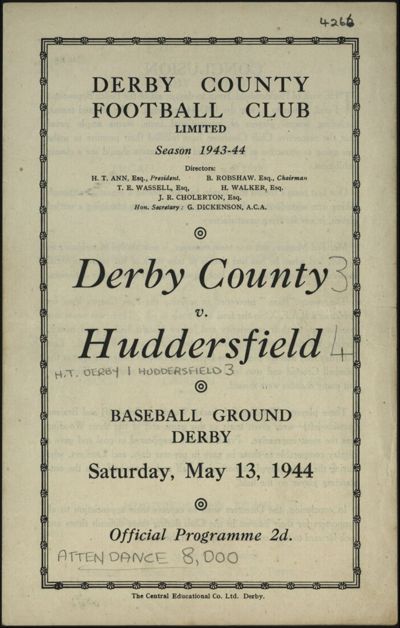 4266
DERBY COUNTY
FOOTBALL CLUB
LIMITED
Season 1943-44
Directors:
H. T. ANN, Esq., President. B. ROBSHAW. Esq., Chairman
T. E. WASSELL, Esq, H. WALKER, Esq.
J. R. CHOLERTON, Esq.
Hon. Secretary: G. DICKENSON, A.C.A.
Derby County 3
v.
Huddersfield 4
H.T. DERBY 1 HUDDERSFIELD 3
BASEBALL GROUND
DERBY
Saturday, May 13, 1944
Official Programme 2d.
ATTENDANCE 8,000
The Central Educational Co. Ltd. Derby.